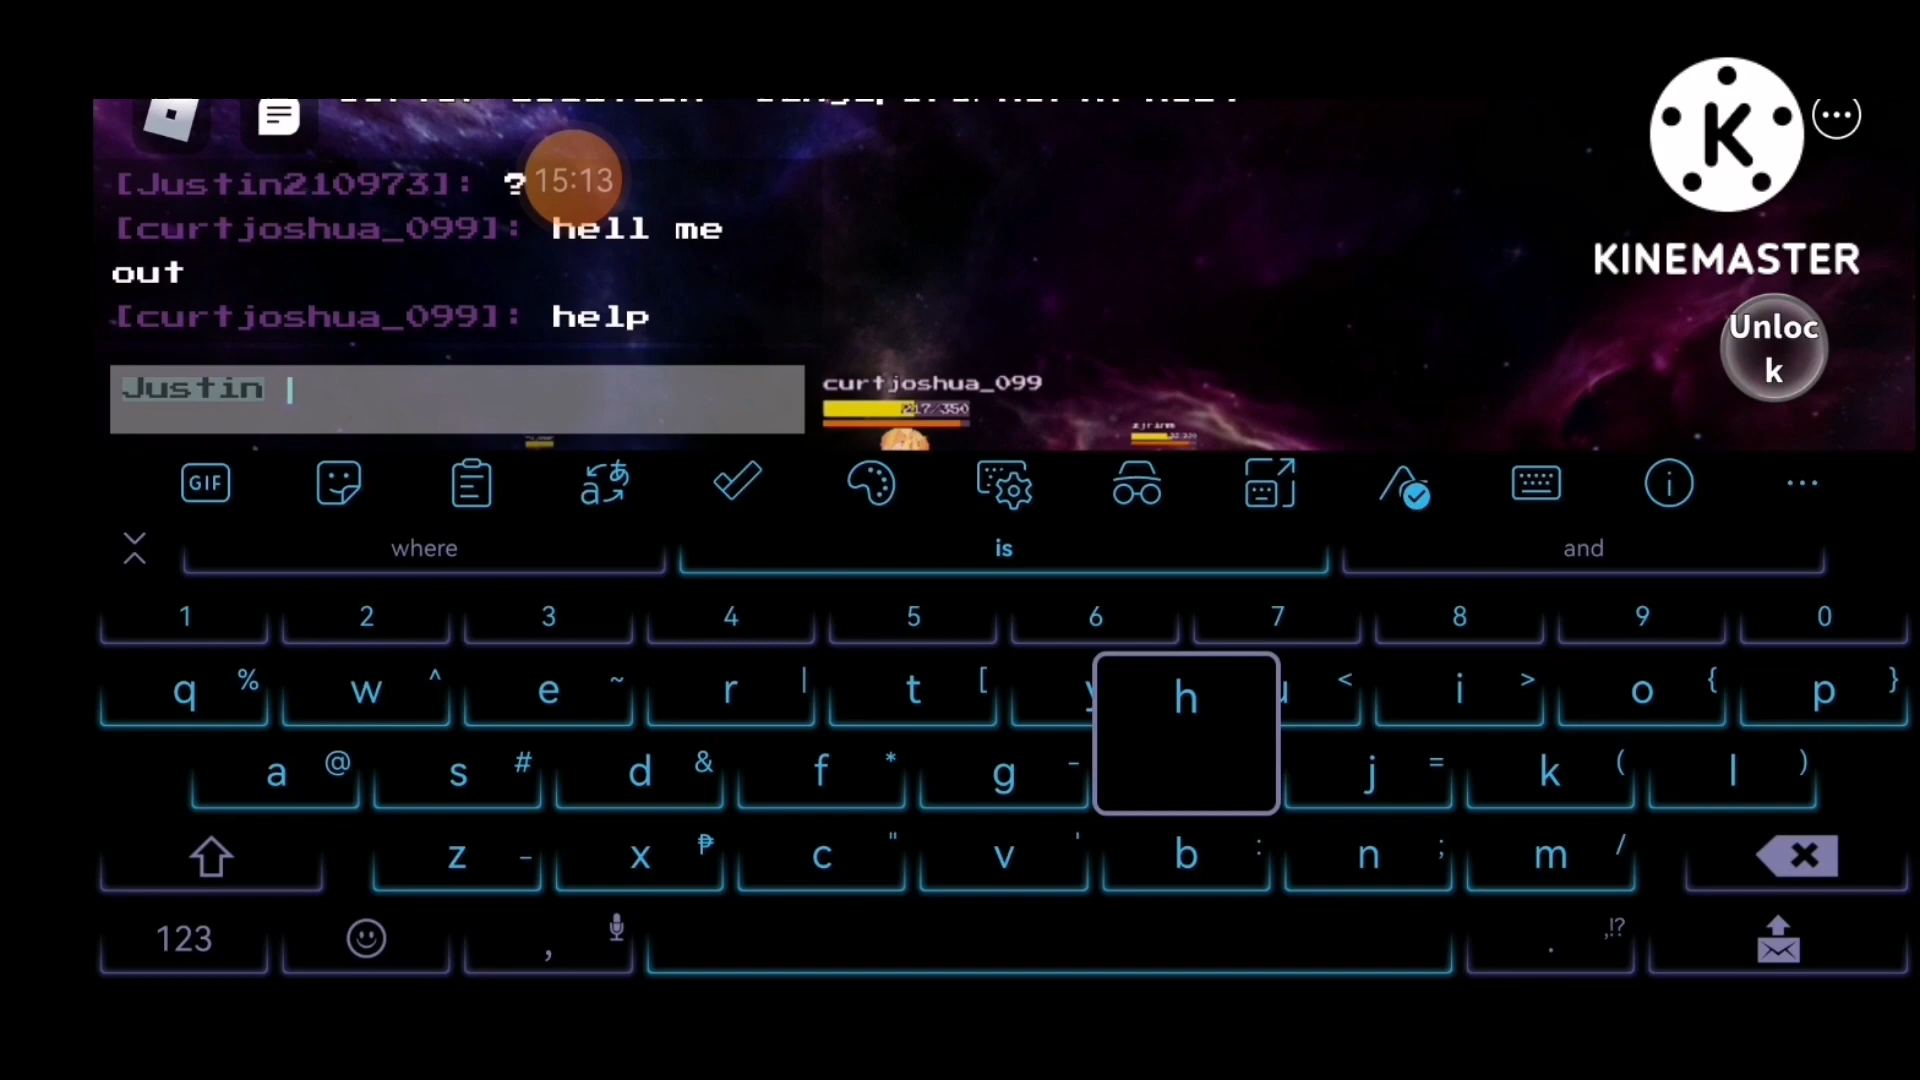 [Justin210973]: ?
15:13
[curtjoshua_099]: hell me
out
[curtjoshua_099]: help
Justin
curtjoshua_099
217/350
K
KINEMASTER
Unloc
k
GIF
where is and
1 2 3 4 5 6 7 8 9 0
q % w ^ e ~ r | t [ y h u < i > o { p }
a @ s # d & f * g - j = k ( l )
z _ x ₱ c " v ' b : n ; m /
123 , . ,!?